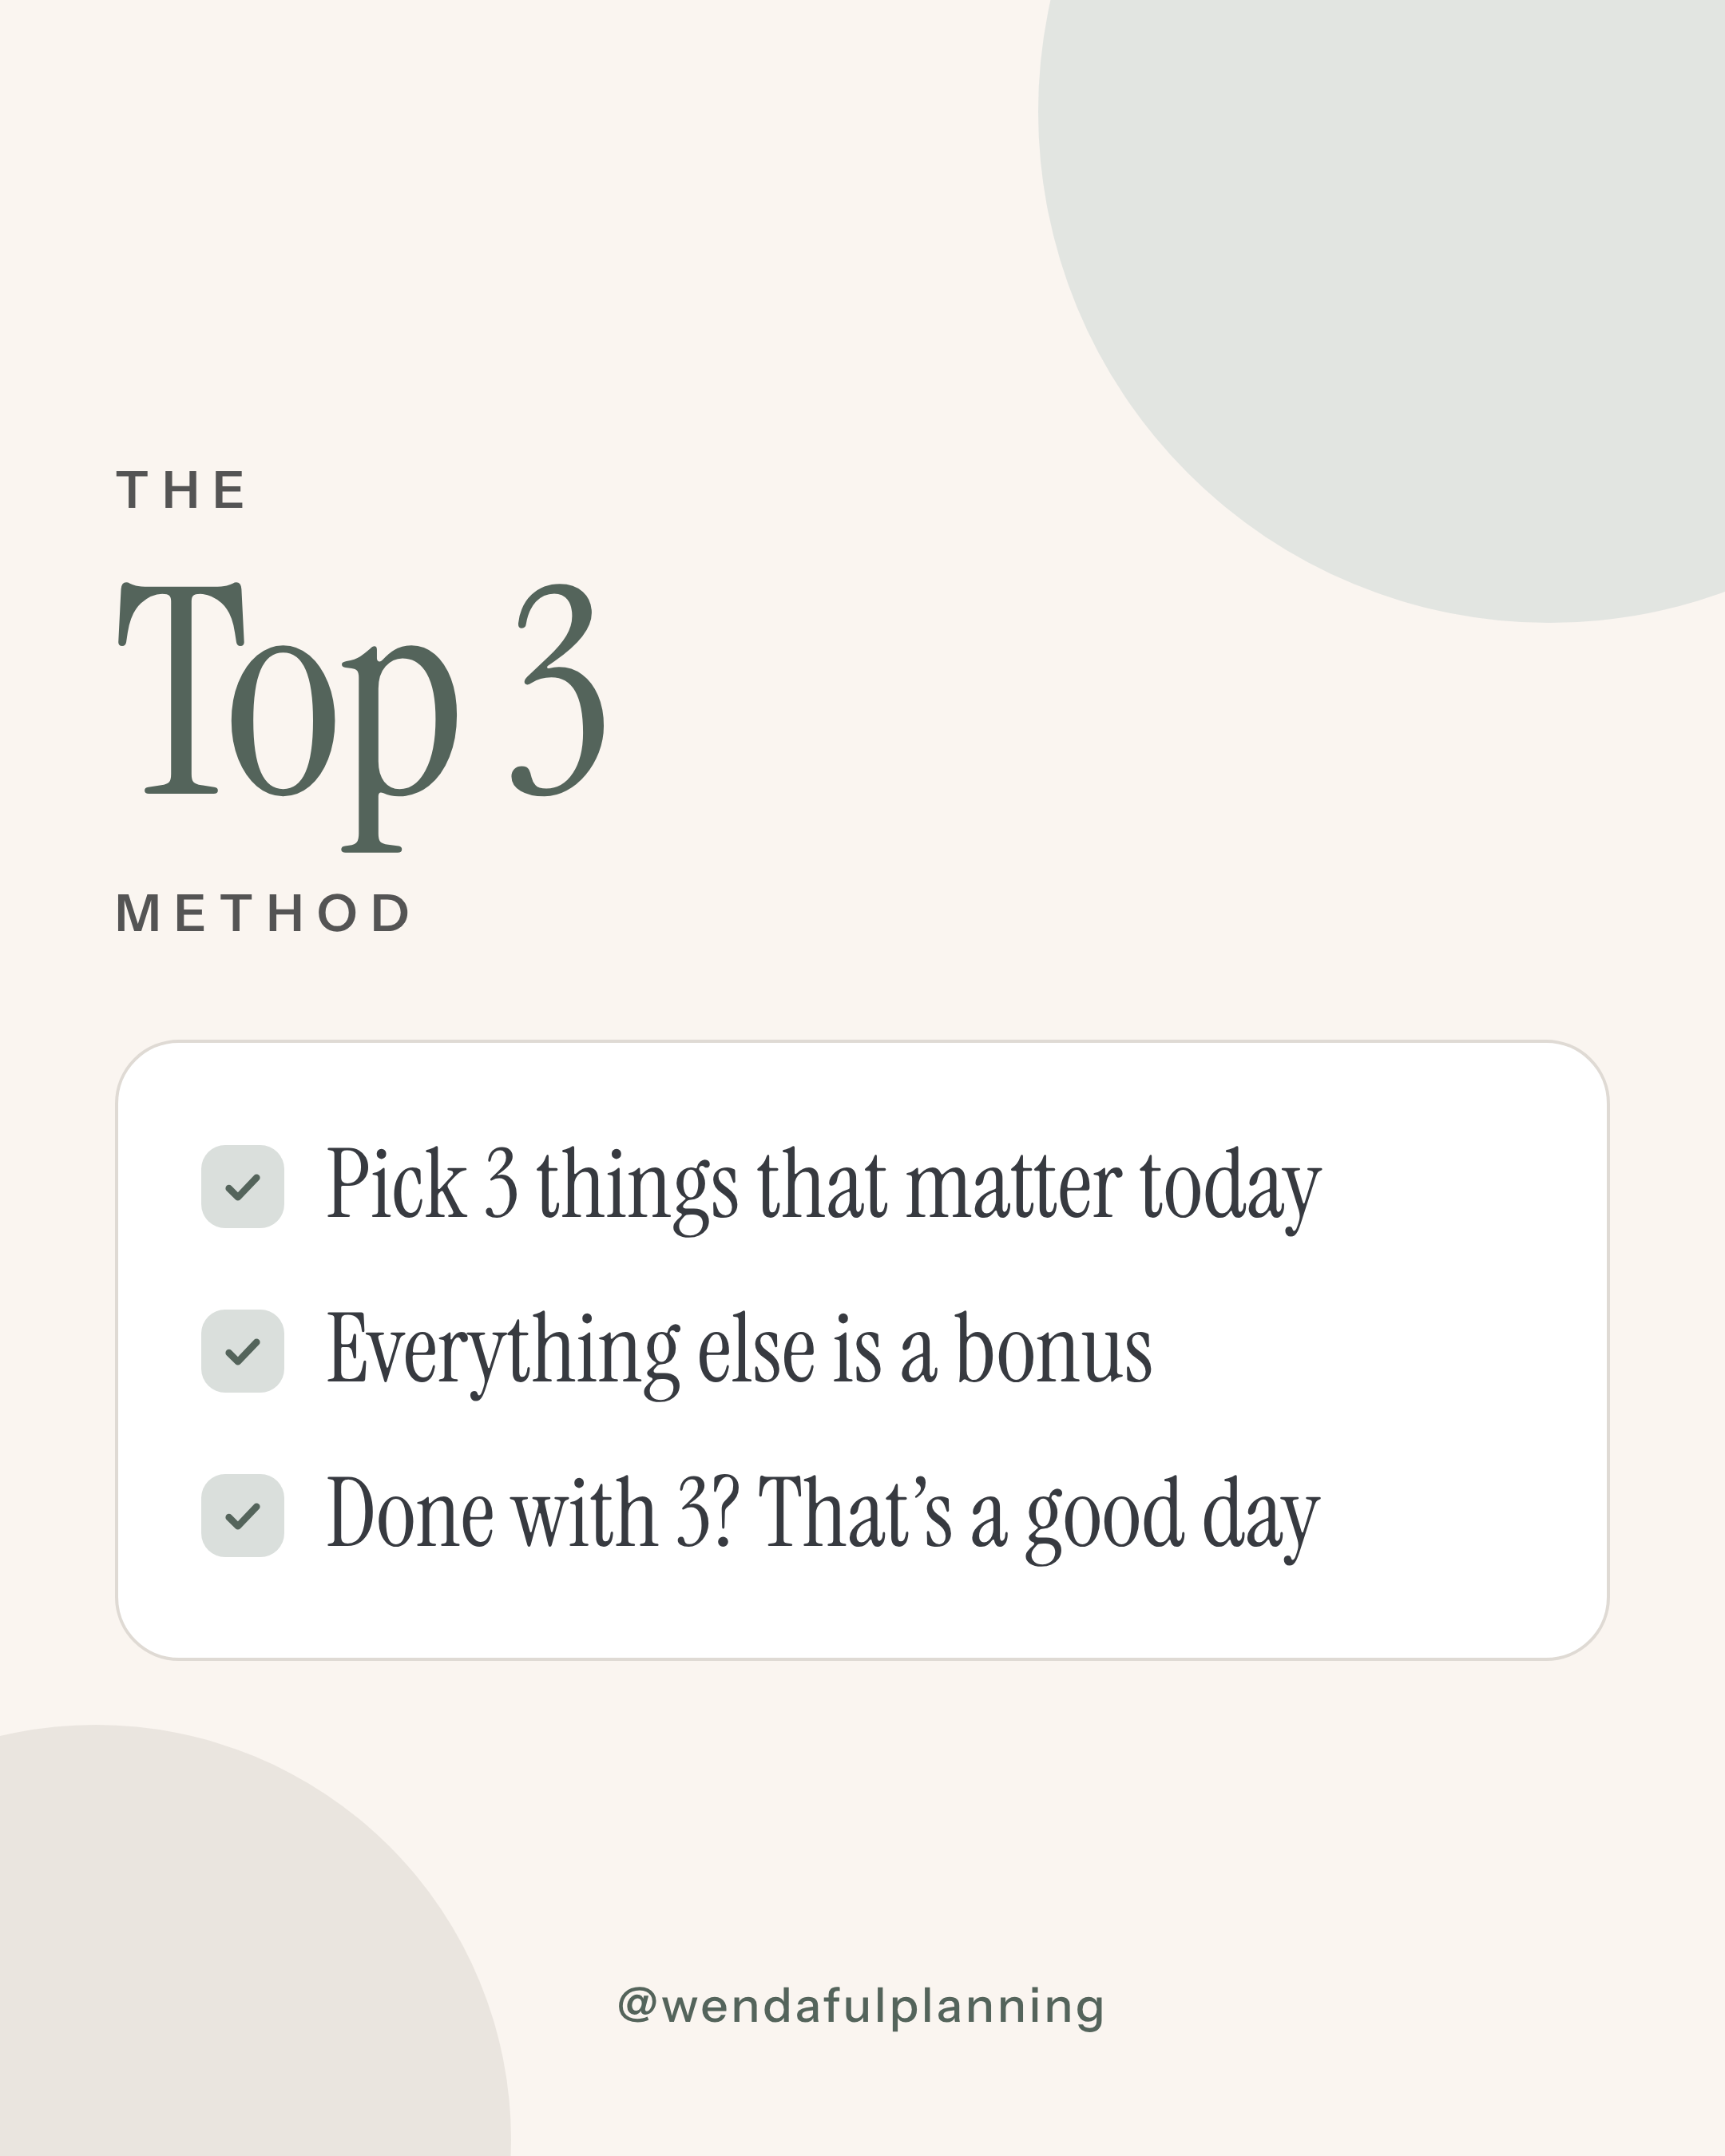 THE
Top 3
METHOD
Pick 3 things that matter today
Everything else is a bonus
Done with 3? That’s a good day
@wendafulplanning